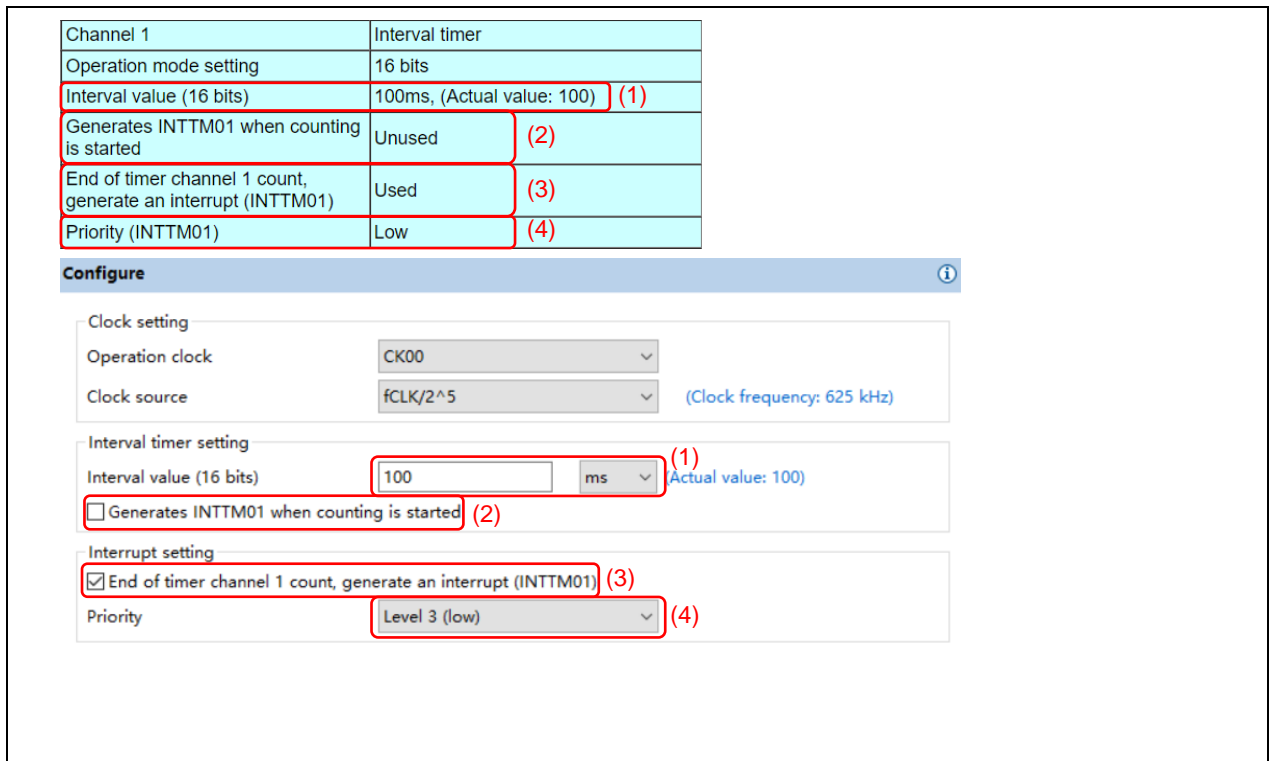 Channel 1 Interval timer
Operation mode setting 16 bits
Interval value (16 bits) 100ms, (Actual value: 100) (1)
Generates INTTM01 when counting
is started Unused (2)
End of timer channel 1 count,
generate an interrupt (INTTM01) Used (3)
Priority (INTTM01) Low (4)
Configure
Clock setting
Operation clock CK00
Clock source fCLK/2^5 (Clock frequency: 625 kHz)
Interval timer setting
Interval value (16 bits) 100 ms (1) (Actual value: 100)
Generates INTTM01 when counting is started (2)
Interrupt setting
End of timer channel 1 count, generate an interrupt (INTTM01) (3)
Priority Level 3 (low) (4)